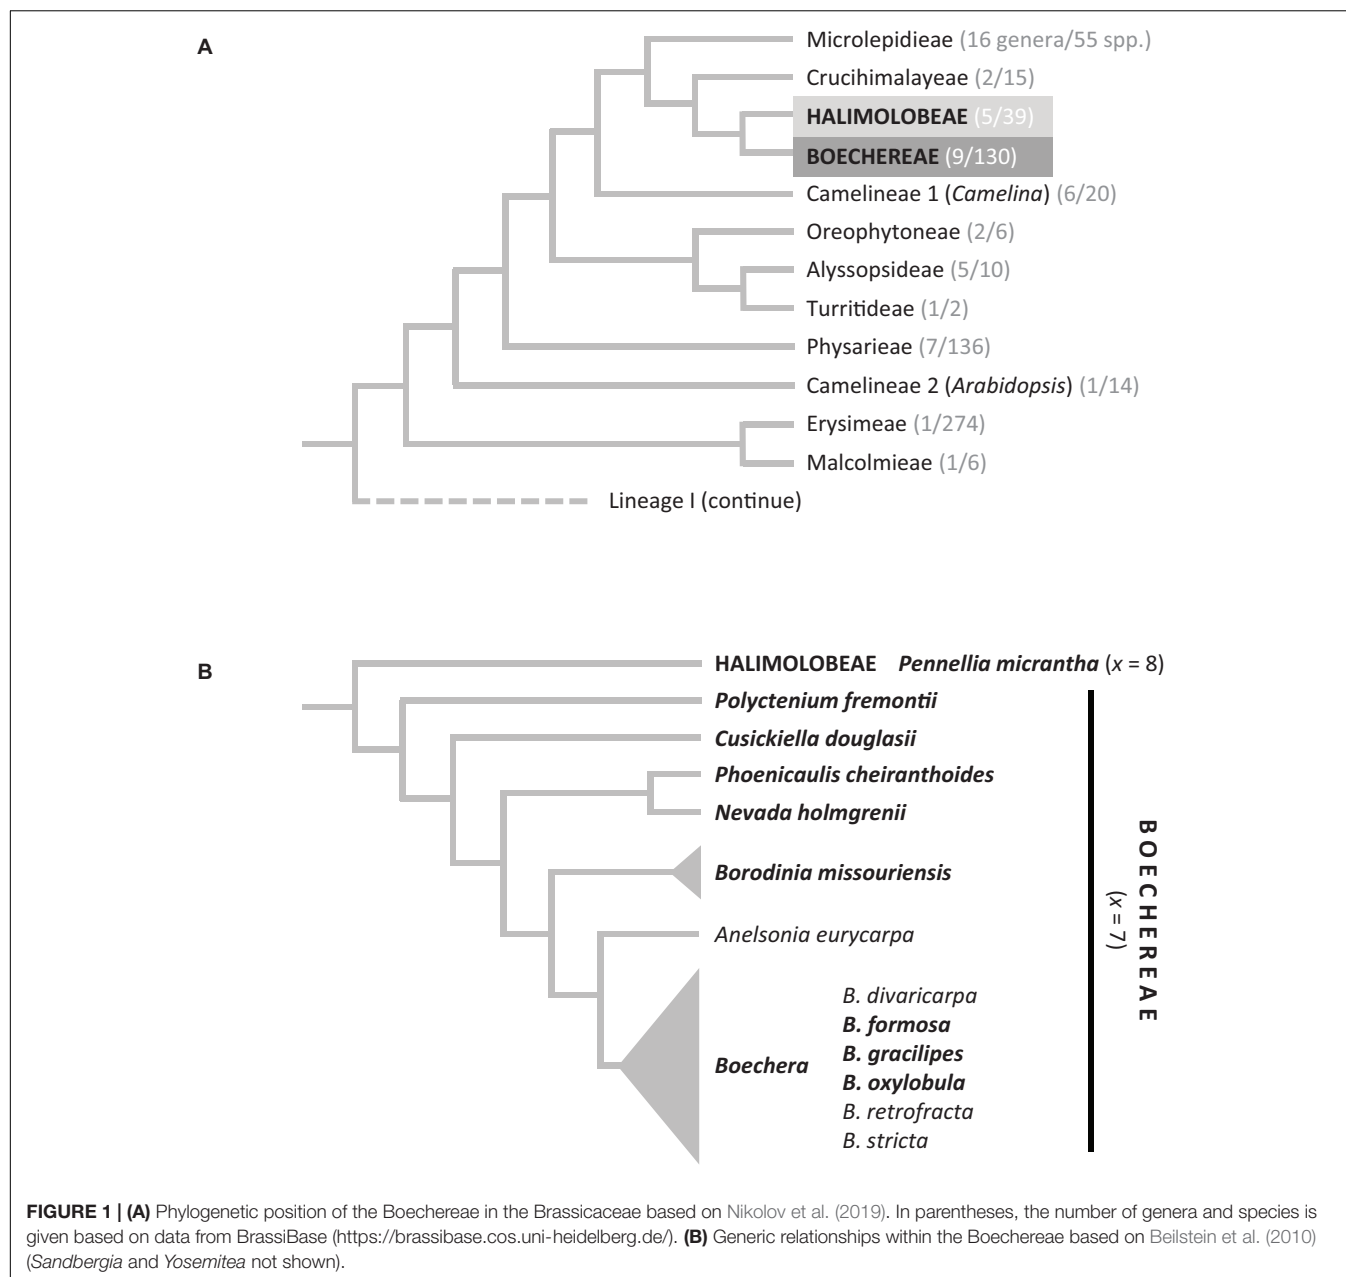 A
Microlepidieae (16 genera/55 spp.)
Crucihimalayeae (2/15)
HALIMOLOBEAE (5/39)
BOECHEREAE (9/130)
Camelineae 1 (Camelina) (6/20)
Oreophytoneae (2/6)
Alyssopsideae (5/10)
Turritideae (1/2)
Physarieae (7/136)
Camelineae 2 (Arabidopsis) (1/14)
Erysimeae (1/274)
Malcolmieae (1/6)
Lineage I (continue)
B
HALIMOLOBEAE Pennellia micrantha (x = 8)
Polyctenium fremontii
Cusickiella douglasii
Phoenicaulis cheiranthoides
Nevada holmgrenii
Borodinia missouriensis
Anelsonia eurycarpa
Boechera
B. divaricarpa
B. formosa
B. gracilipes
B. oxylobula
B. retrofracta
B. stricta
BOECHEREAE
(x = 7)
FIGURE 1 | (A) Phylogenetic position of the Boechereae in the Brassicaceae based on Nikolov et al. (2019). In parentheses, the number of genera and species is
given based on data from BrassiBase (https://brassibase.cos.uni-heidelberg.de/). (B) Generic relationships within the Boechereae based on Beilstein et al. (2010)
(Sandbergia and Yosemitea not shown).